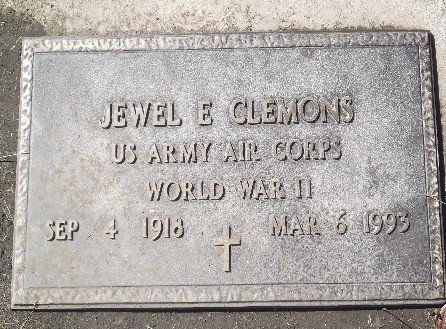 JEWEL E CLEMONS
US ARMY AIR CORPS
WORLD WAR II
SEP 4 1918 MAR 6 1993